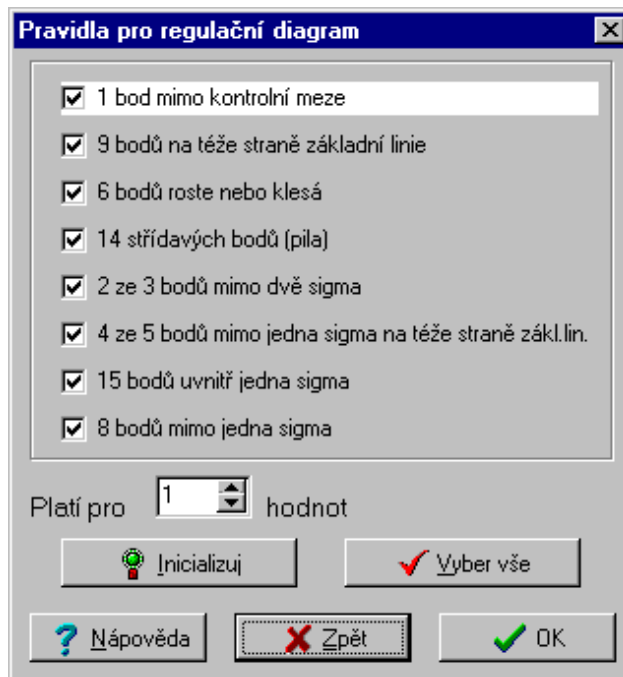 Pravidla pro regulační diagram
1 bod mimo kontrolní meze
9 bodů na téže straně základní linie
6 bodů roste nebo klesá
14 střídavých bodů (pila)
2 ze 3 bodů mimo dvě sigma
4 ze 5 bodů mimo jedna sigma na téže straně zákl.lin.
15 bodů uvnitř jedna sigma
8 bodů mimo jedna sigma
Platí pro 1 hodnot
Inicializuj Vyber vše
? Nápověda Zpět OK